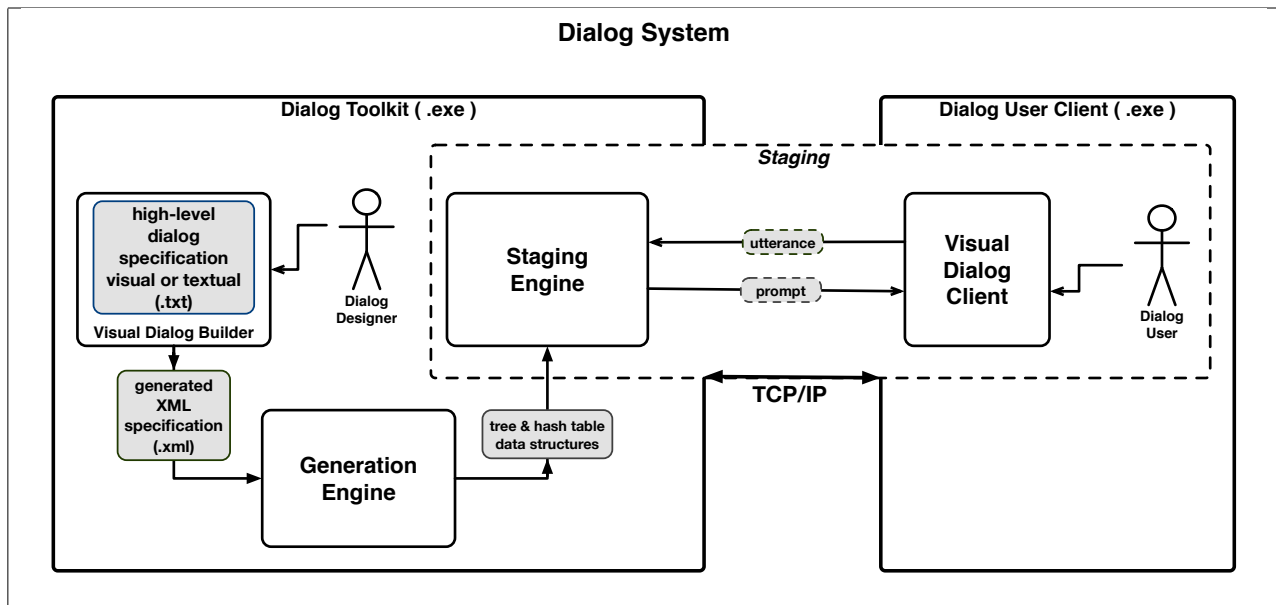 Dialog System
Dialog Toolkit ( .exe )
Dialog User Client ( .exe )
Staging
high-level
dialog
specification
visual or textual
(.txt)
Visual Dialog Builder
Dialog
Designer
Staging
Engine
utterance
prompt
Visual
Dialog
Client
Dialog
User
generated
XML
specification
(.xml)
Generation
Engine
tree & hash table
data structures
TCP/IP